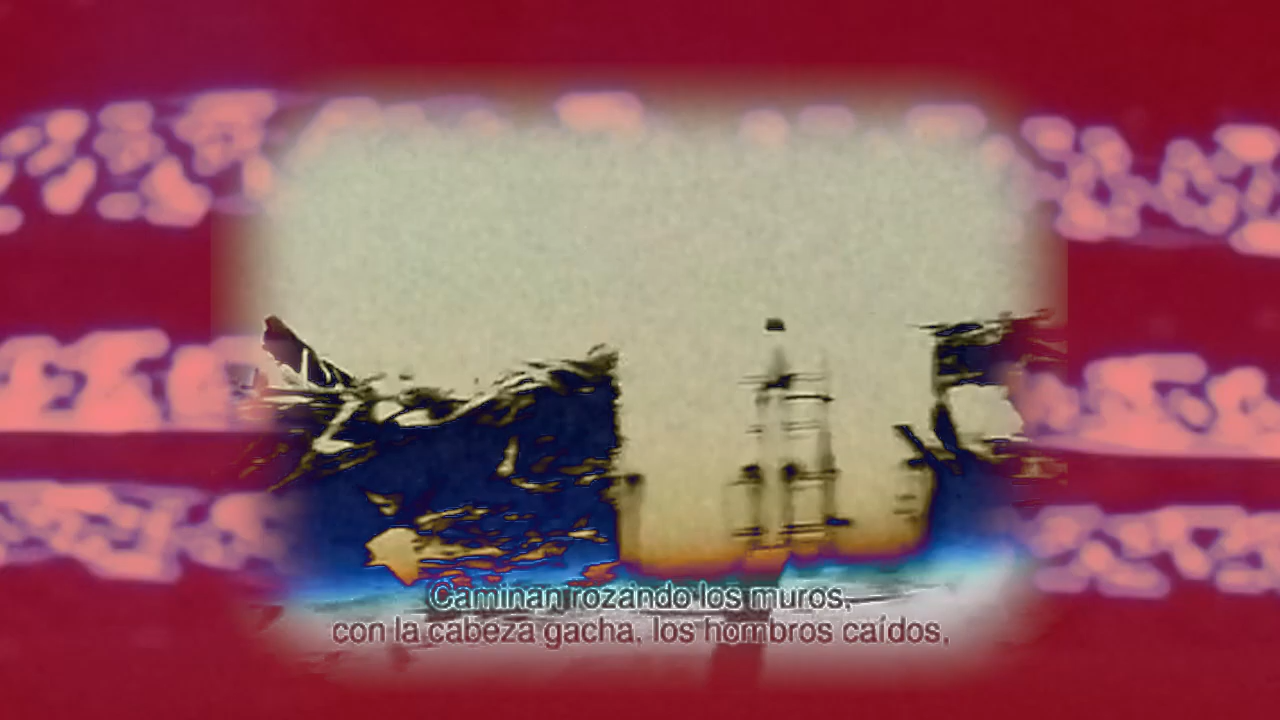 Caminan rozando los muros,
con la cabeza gacha, los hombros caídos,